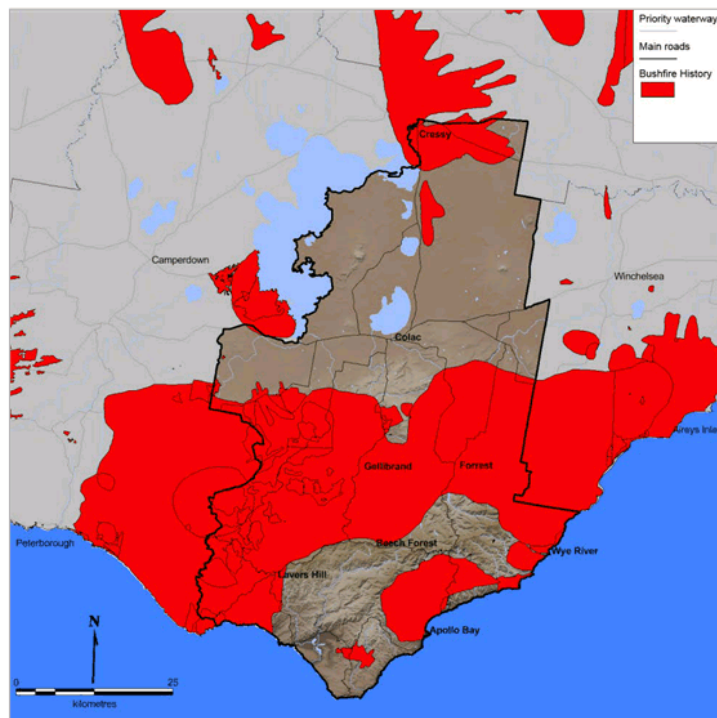 Priority waterway
Main roads
Bushfire History
Cressy
Camperdown
Winchelsea
Colac
Aireys Inle
Gellibrand
Forrest
Peterborough
Beech Forest
Wye River
Lavers Hill
Apollo Bay
N
0
25
kilometres